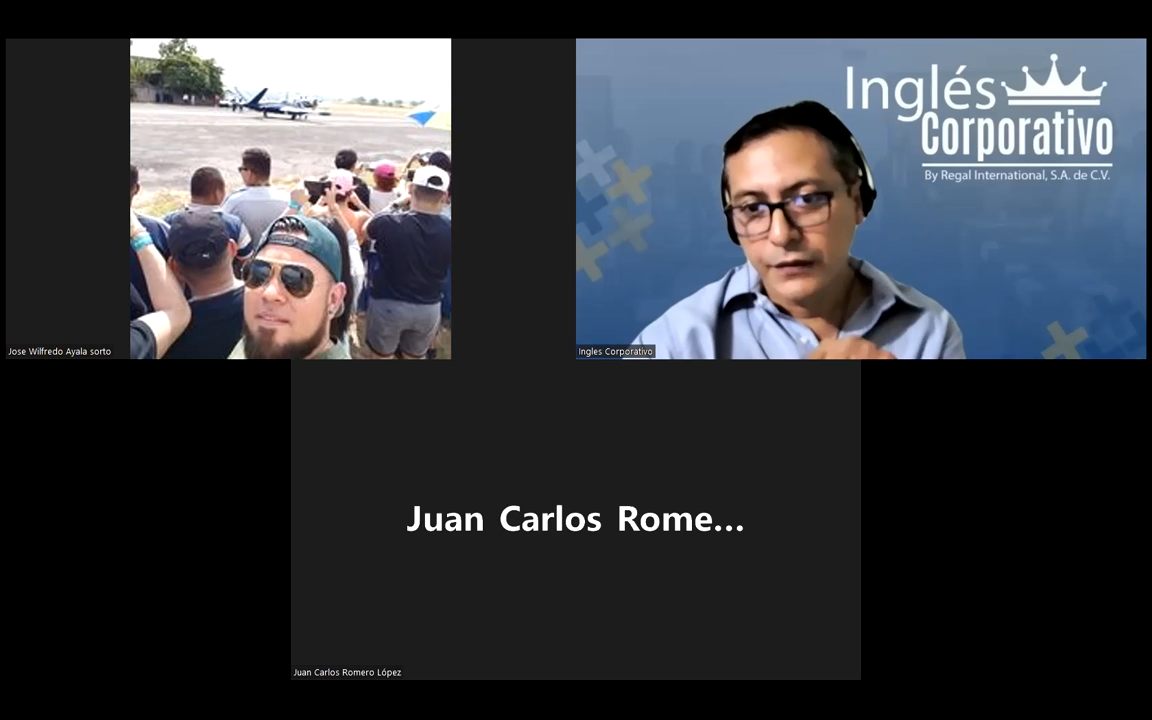 Inglés
Corporativo
By Regal International, S.A. de C.V.
Jose Wilfredo Ayala sorto
Ingles Corporativo
Juan Carlos Rome...
Juan Carlos Romero López